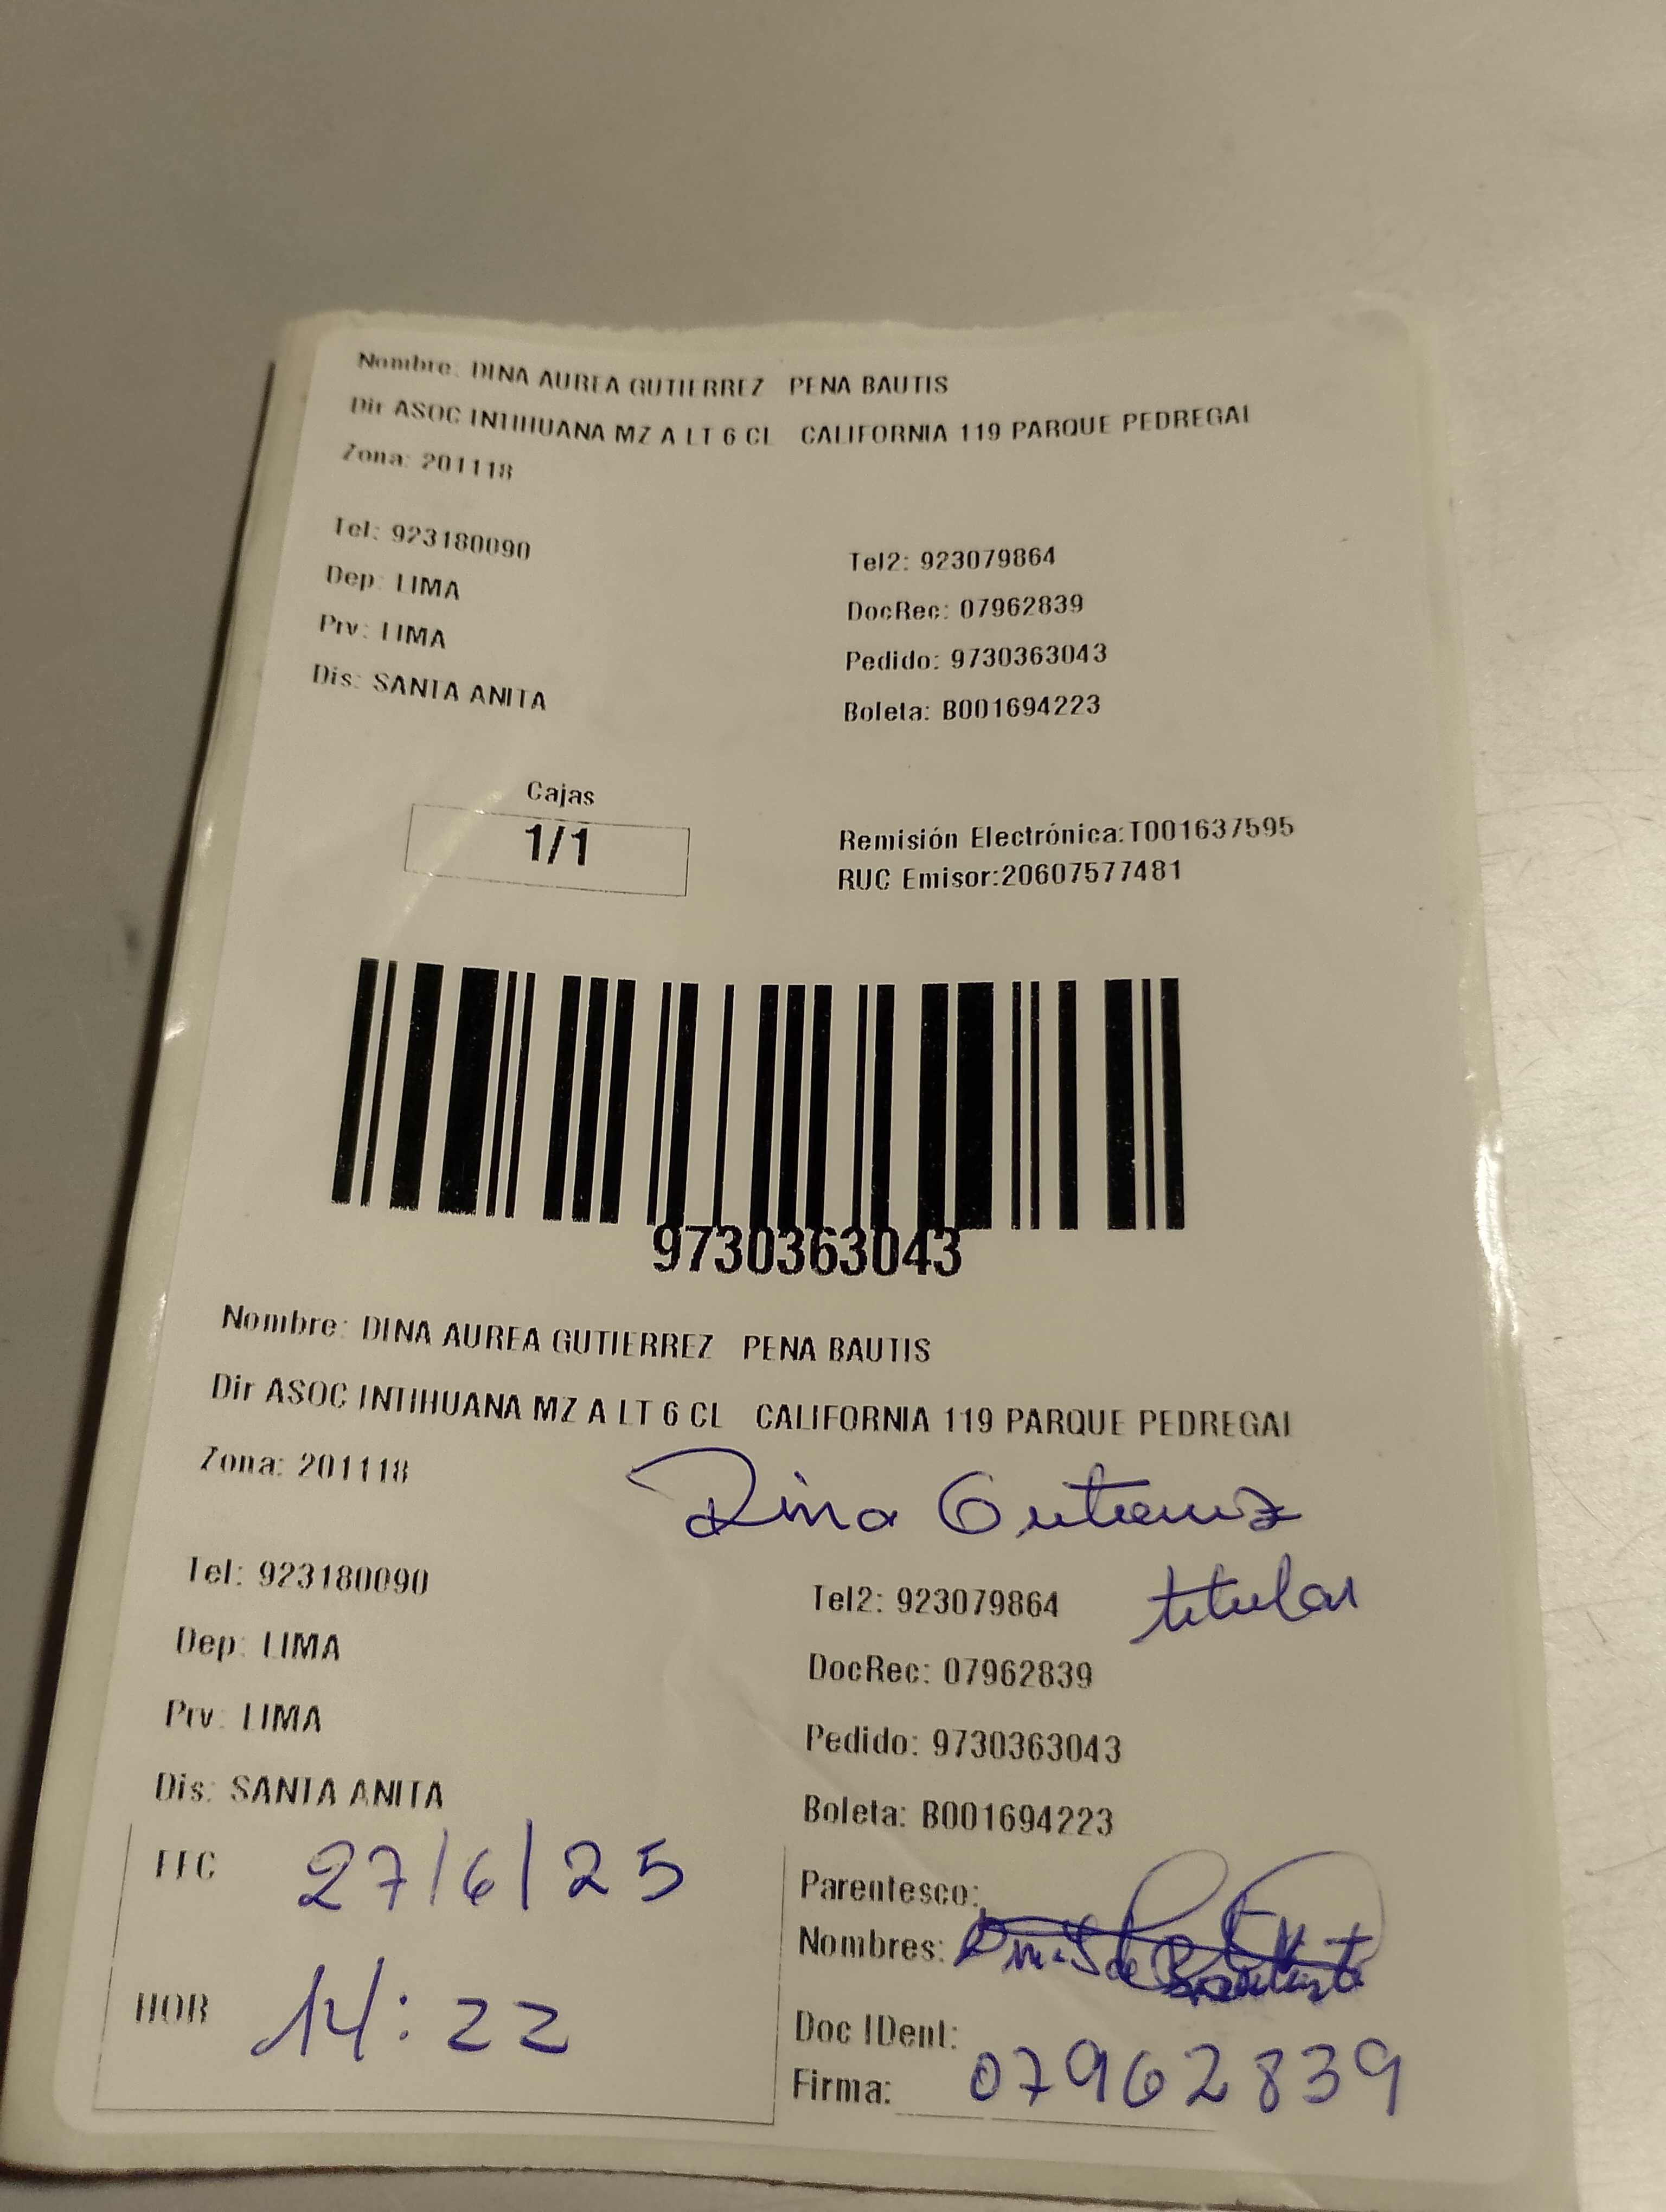 Nombre: DINA AUREA GUTIERREZ PENA BAUTIS
Dir ASOC INTIHUANA MZ A LT 6 CL CALIFORNIA 119 PARQUE PEDREGAL
Zona: 201118
Tel: 923180090 Tel2: 923079864
Dep: LIMA DocRec: 07962839
Prv: LIMA Pedido: 9730363043
Dis: SANTA ANITA Boleta: B001694223
Cajas
1/1
Remisión Electrónica:T001637595
RUC Emisor:20607577481
9730363043
Nombre: DINA AUREA GUTIERREZ PENA BAUTIS
Dir ASOC INTIHUANA MZ A LT 6 CL CALIFORNIA 119 PARQUE PEDREGAL
Zona: 201118
Dina Gutierrez
titular
Tel: 923180090 Tel2: 923079864
Dep: LIMA DocRec: 07962839
Prv: LIMA Pedido: 9730363043
Dis: SANTA ANITA Boleta: B001694223
FEC 27/6/25
HOR 14:22
Parentesco:
Nombres:
Doc IDent: 07962839
Firma: